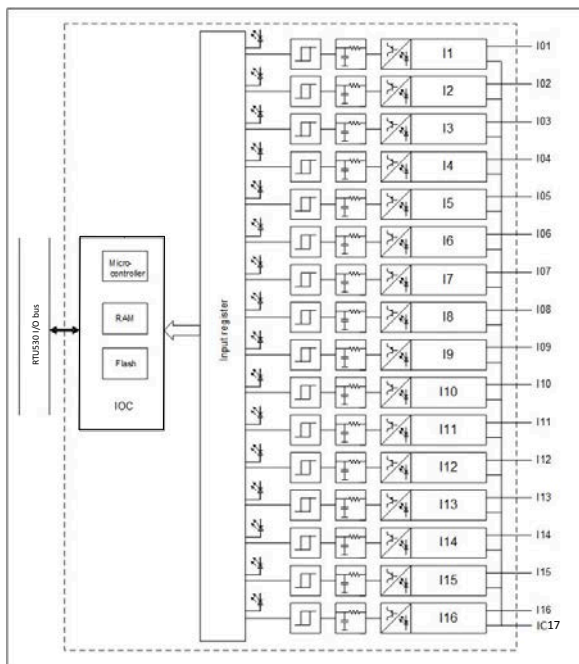 I1
I01
I2
I02
I3
I03
I4
I04
I5
I05
I6
I06
I7
I07
I8
I08
I9
I09
I10
I10
I11
I11
I12
I12
I13
I13
I14
I14
I15
I15
I16
I16
IC17
Input register
Micro-
controller
RAM
Flash
IOC
RTU530 I/O bus